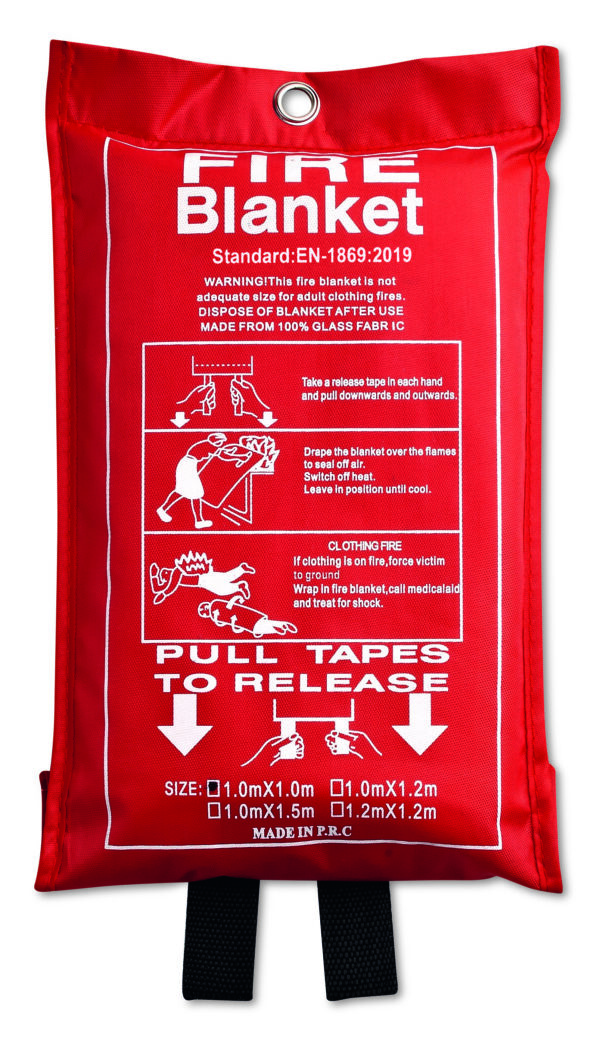 FIRE
Blanket
Standard:EN-1869:2019
WARNING!This fire blanket is not
adequate size for adult clothing fires.
DISPOSE OF BLANKET AFTER USE
MADE FROM 100% GLASS FABR IC
Take a release tape in each hand
and pull downwards and outwards.
Drape the blanket over the flames
to seal off air.
Switch off heat.
Leave in position until cool.
CLOTHING FIRE
If clothing is on fire,force victim
to ground
Wrap in fire blanket,call medicalaid
and treat for shock.
PULL TAPES
TO RELEASE
SIZE: 1.0mX1.0m 1.0mX1.2m
1.0mX1.5m 1.2mX1.2m
MADE IN P.R.C